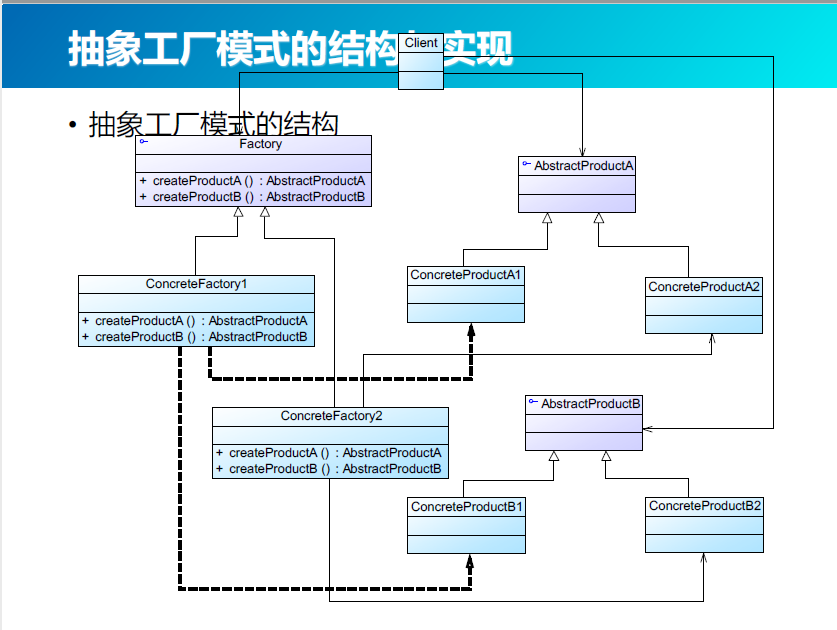 抽象工厂模式的结构 实现
Client
• 抽象工厂模式的结构
Factory
+ createProductA () : AbstractProductA
+ createProductB () : AbstractProductB
AbstractProductA
ConcreteFactory1
+ createProductA () : AbstractProductA
+ createProductB () : AbstractProductB
ConcreteProductA1
ConcreteProductA2
ConcreteFactory2
+ createProductA () : AbstractProductA
+ createProductB () : AbstractProductB
AbstractProductB
ConcreteProductB1
ConcreteProductB2